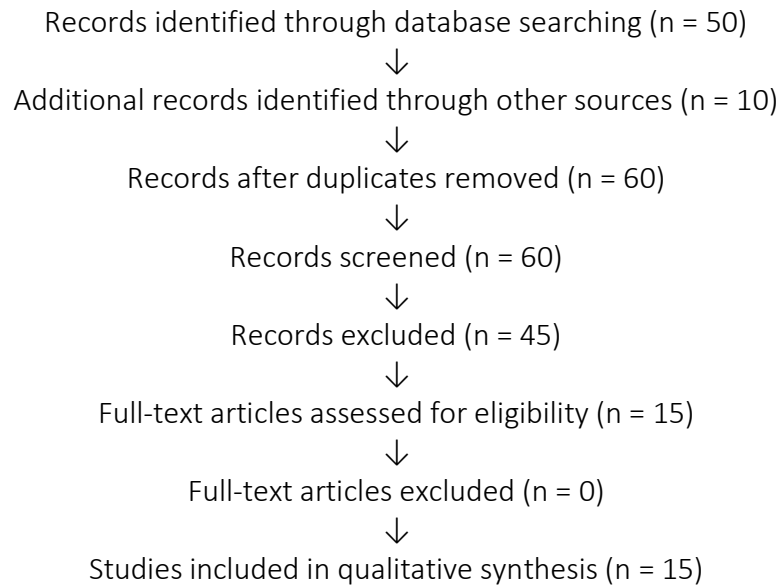 Records identified through database searching (n = 50)
↓
Additional records identified through other sources (n = 10)
↓
Records after duplicates removed (n = 60)
↓
Records screened (n = 60)
↓
Records excluded (n = 45)
↓
Full-text articles assessed for eligibility (n = 15)
↓
Full-text articles excluded (n = 0)
↓
Studies included in qualitative synthesis (n = 15)